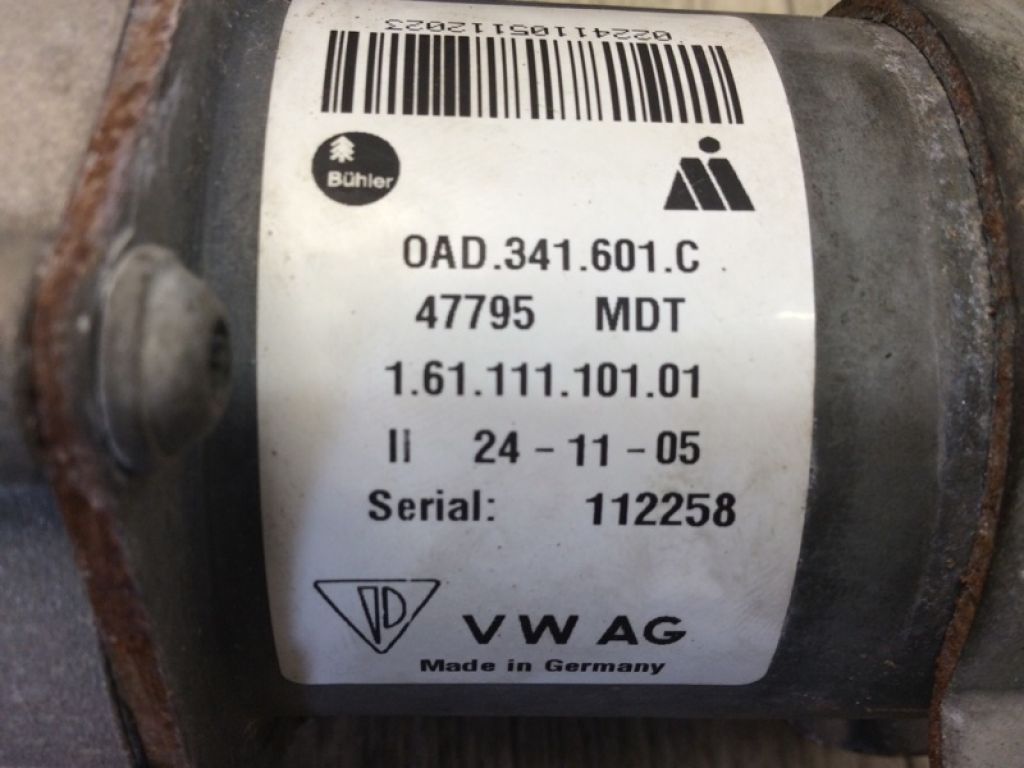 02241105112023
Bühler
0AD.341.601.C
47795 MDT
1.61.111.101.01
II 24-11-05
Serial: 112258
VW AG
Made in Germany